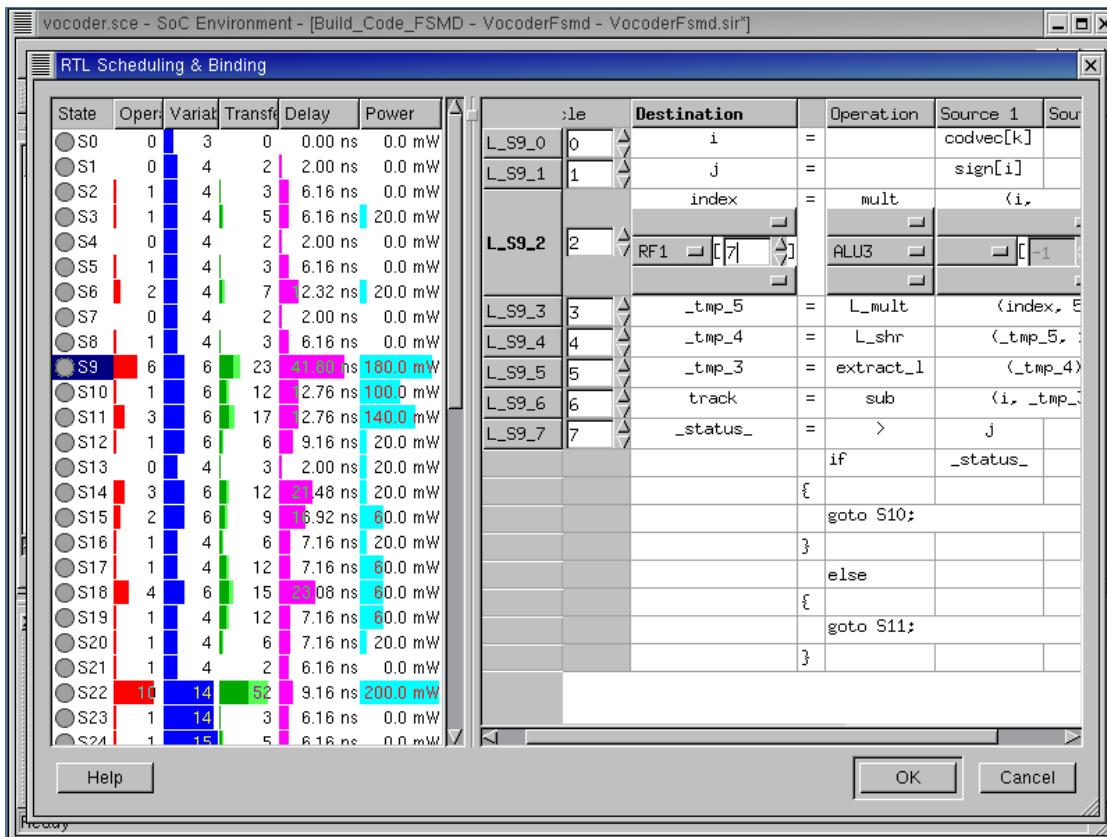 vocoder.sce - SoC Environment - [Build_Code_FSMD - VocoderFsmd - VocoderFsmd.sir*]
RTL Scheduling & Binding
State Oper Variab Transfe Delay Power
S0 0 3 0 0.00 ns 0.0 mW
S1 0 4 2 2.00 ns 0.0 mW
S2 1 4 3 6.16 ns 0.0 mW
S3 1 4 5 6.16 ns 20.0 mW
S4 0 4 2 2.00 ns 0.0 mW
S5 1 4 3 6.16 ns 0.0 mW
S6 2 4 7 12.32 ns 20.0 mW
S7 0 4 2 2.00 ns 0.0 mW
S8 1 4 3 6.16 ns 0.0 mW
S9 6 6 23 41.80 ns 180.0 mW
S10 1 6 12 12.76 ns 100.0 mW
S11 3 6 17 12.76 ns 140.0 mW
S12 1 6 6 9.16 ns 20.0 mW
S13 0 4 3 2.00 ns 0.0 mW
S14 3 6 12 21.48 ns 20.0 mW
S15 2 6 9 16.92 ns 60.0 mW
S16 1 4 6 7.16 ns 20.0 mW
S17 1 4 12 7.16 ns 60.0 mW
S18 4 6 15 23.08 ns 60.0 mW
S19 1 4 12 7.16 ns 60.0 mW
S20 1 4 6 7.16 ns 20.0 mW
S21 1 4 2 6.16 ns 0.0 mW
S22 10 14 52 9.16 ns 200.0 mW
S23 1 14 3 6.16 ns 0.0 mW
S24 1 15 5 6.16 ns 0.0 mW
:le Destination Operation Source 1 Sou
L_S9_0 0 i = codvec[k]
L_S9_1 1 j = sign[i]
index = mult (i,
L_S9_2 2 RF1 [7] ALU3 [-1
L_S9_3 3 _tmp_5 = L_mult (index, 5
L_S9_4 4 _tmp_4 = L_shr (_tmp_5,
L_S9_5 5 _tmp_3 = extract_l (_tmp_4)
L_S9_6 6 track = sub (i, _tmp_3
L_S9_7 7 _status_ = > j
if _status_
{
goto S10;
}
else
{
goto S11;
}
Help OK Cancel
Ready